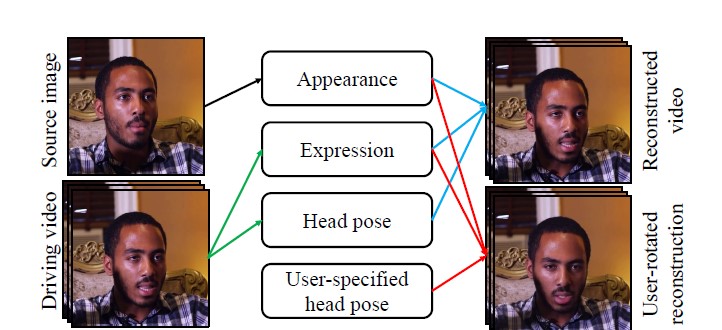 Source image
Driving video
Appearance
Expression
Head pose
User-specified
head pose
Reconstructed
video
User-rotated
reconstruction